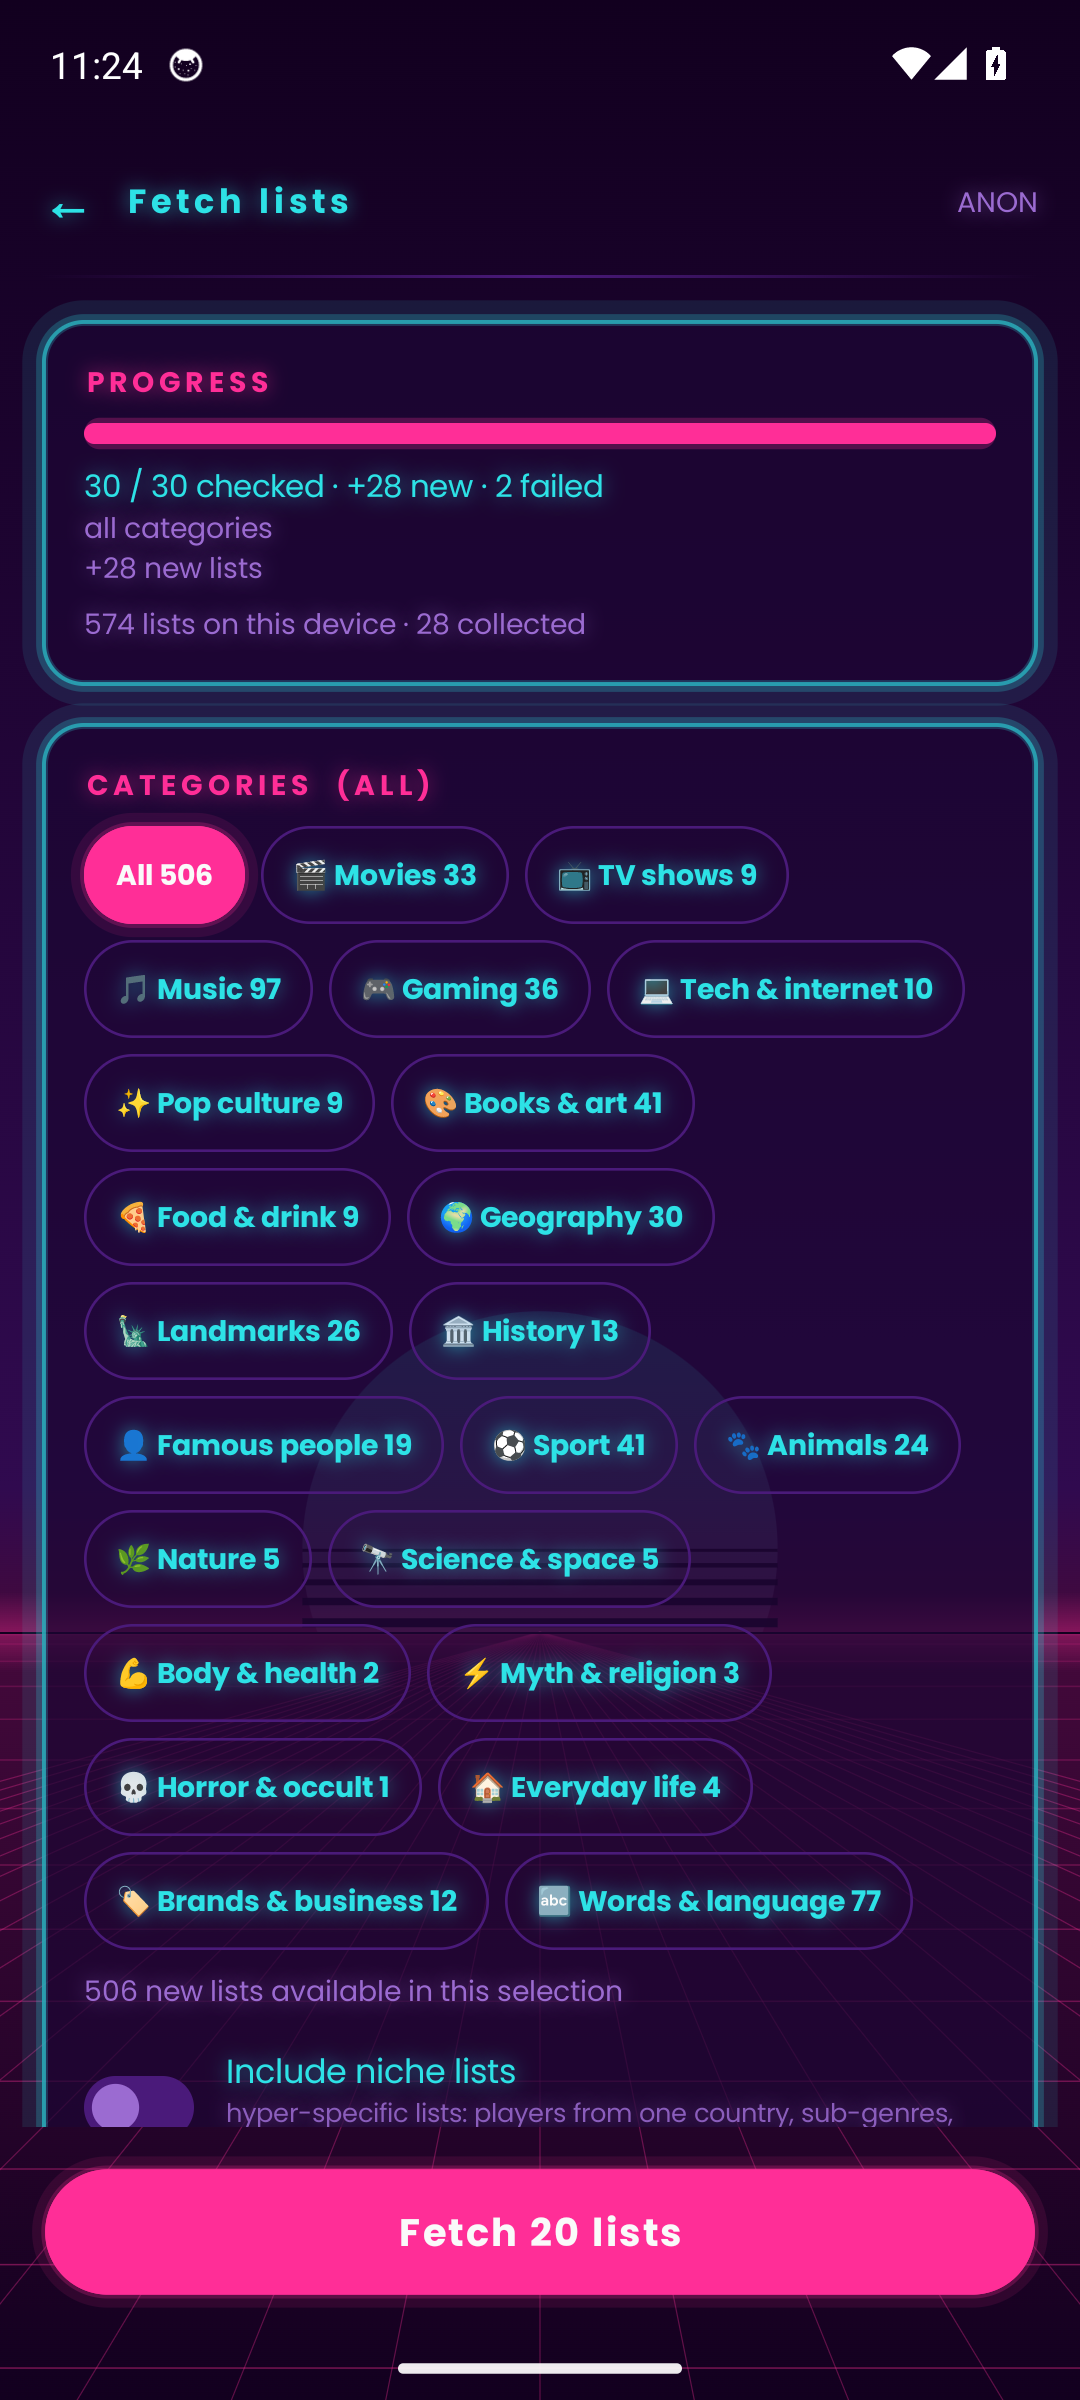 11:24
← Fetch lists
ANON
PROGRESS
30 / 30 checked · +28 new · 2 failed
all categories
+28 new lists
574 lists on this device · 28 collected
CATEGORIES (ALL)
All 506
🎬 Movies 33
📺 TV shows 9
🎵 Music 97
🎮 Gaming 36
💻 Tech & internet 10
✨ Pop culture 9
🎨 Books & art 41
🍕 Food & drink 9
🌍 Geography 30
🗽 Landmarks 26
🏛️ History 13
👤 Famous people 19
⚽ Sport 41
🐾 Animals 24
🌿 Nature 5
🔭 Science & space 5
💪 Body & health 2
⚡ Myth & religion 3
💀 Horror & occult 1
🏠 Everyday life 4
🏷️ Brands & business 12
🔤 Words & language 77
506 new lists available in this selection
Include niche lists
hyper-specific lists: players from one country, sub-genres,
Fetch 20 lists